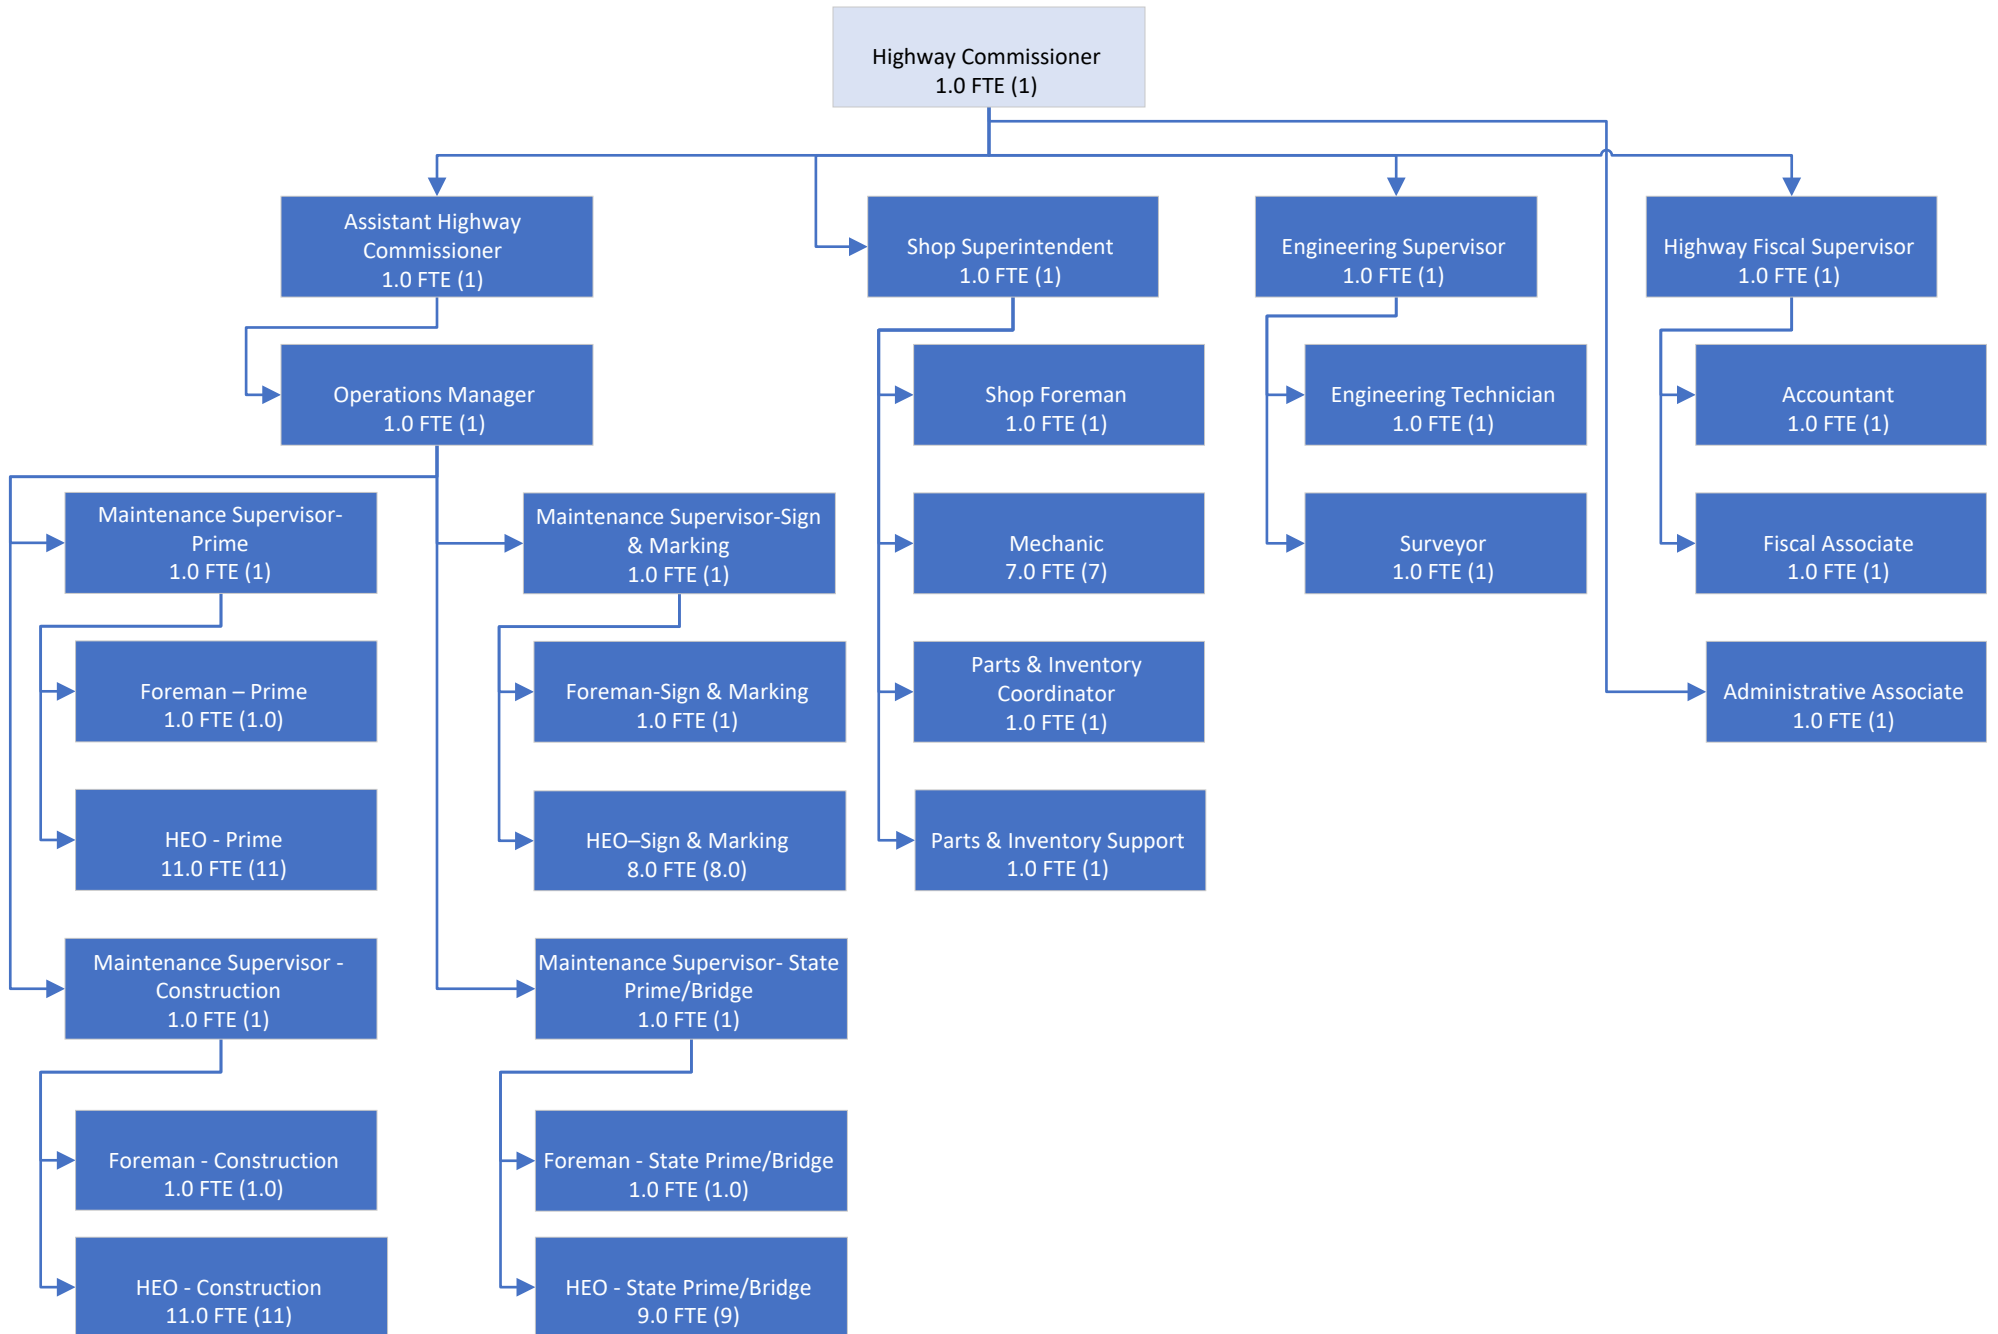 Highway Commissioner
1.0 FTE (1)
Assistant Highway
Commissioner
1.0 FTE (1)
Shop Superintendent
1.0 FTE (1)
Engineering Supervisor
1.0 FTE (1)
Highway Fiscal Supervisor
1.0 FTE (1)
Operations Manager
1.0 FTE (1)
Shop Foreman
1.0 FTE (1)
Engineering Technician
1.0 FTE (1)
Accountant
1.0 FTE (1)
Maintenance Supervisor-
Prime
1.0 FTE (1)
Maintenance Supervisor-Sign
& Marking
1.0 FTE (1)
Mechanic
7.0 FTE (7)
Surveyor
1.0 FTE (1)
Fiscal Associate
1.0 FTE (1)
Foreman – Prime
1.0 FTE (1.0)
Foreman-Sign & Marking
1.0 FTE (1)
Parts & Inventory
Coordinator
1.0 FTE (1)
Administrative Associate
1.0 FTE (1)
HEO - Prime
11.0 FTE (11)
HEO–Sign & Marking
8.0 FTE (8.0)
Parts & Inventory Support
1.0 FTE (1)
Maintenance Supervisor -
Construction
1.0 FTE (1)
Maintenance Supervisor- State
Prime/Bridge
1.0 FTE (1)
Foreman - Construction
1.0 FTE (1.0)
Foreman - State Prime/Bridge
1.0 FTE (1.0)
HEO - Construction
11.0 FTE (11)
HEO - State Prime/Bridge
9.0 FTE (9)